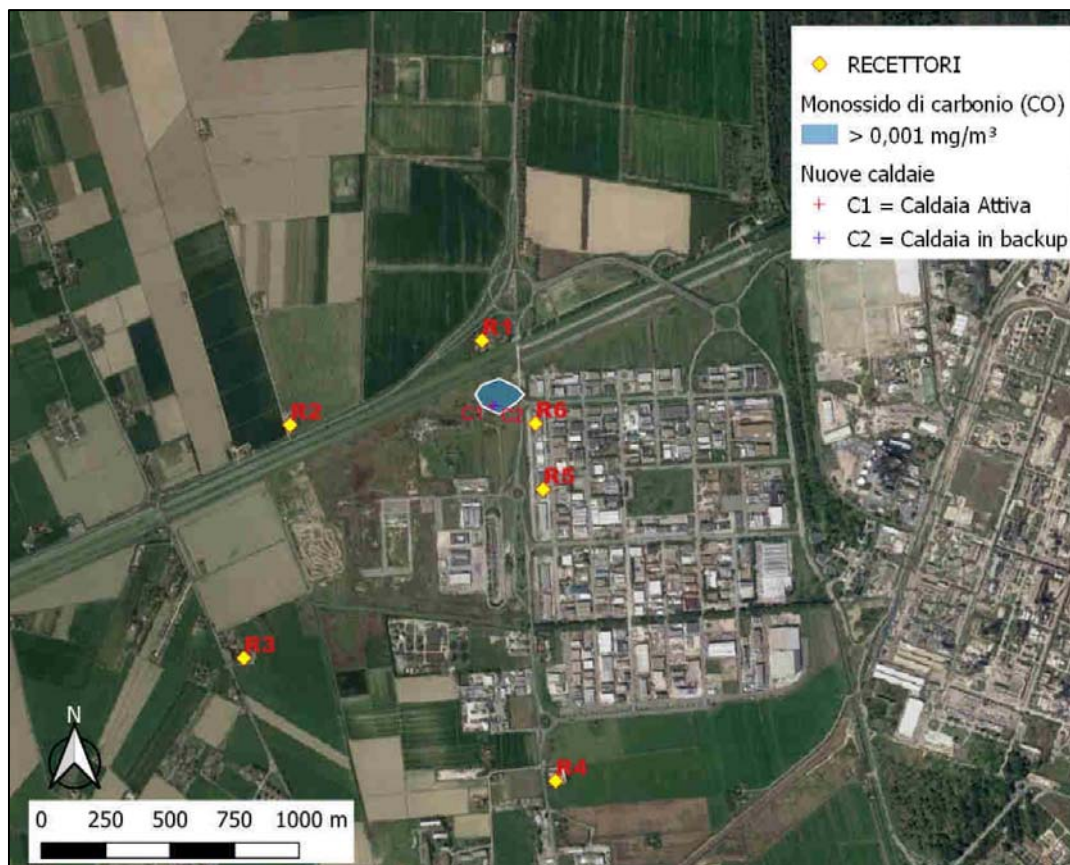 RECETTORI
Monossido di carbonio (CO)
> 0,001 mg/m³
Nuove caldaie
C1 = Caldaia Attiva
C2 = Caldaia in backup
R1
C1 C2
R6
R2
R5
R3
R4
N
0 250 500 750 1000 m